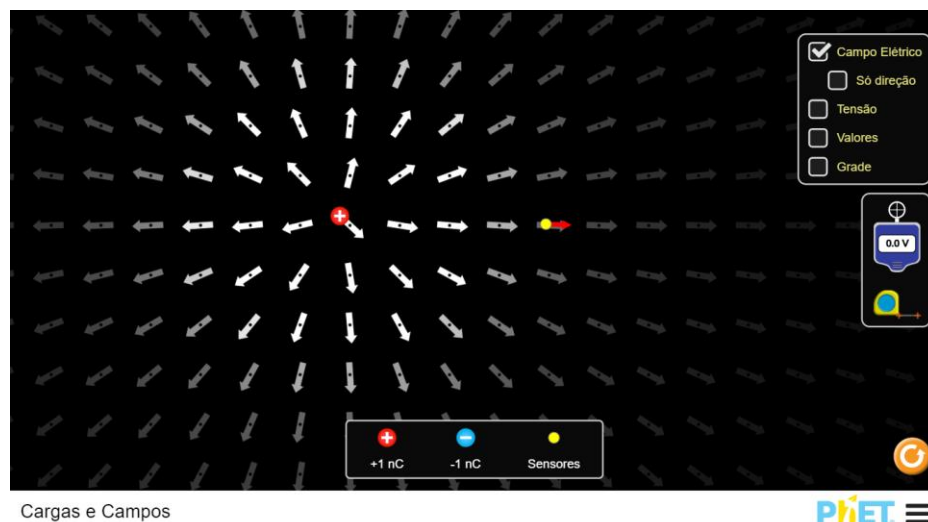 Campo Elétrico
Só direção
Tensão
Valores
Grade
0.0 V
+1 nC
-1 nC
Sensores
Cargas e Campos
PhET